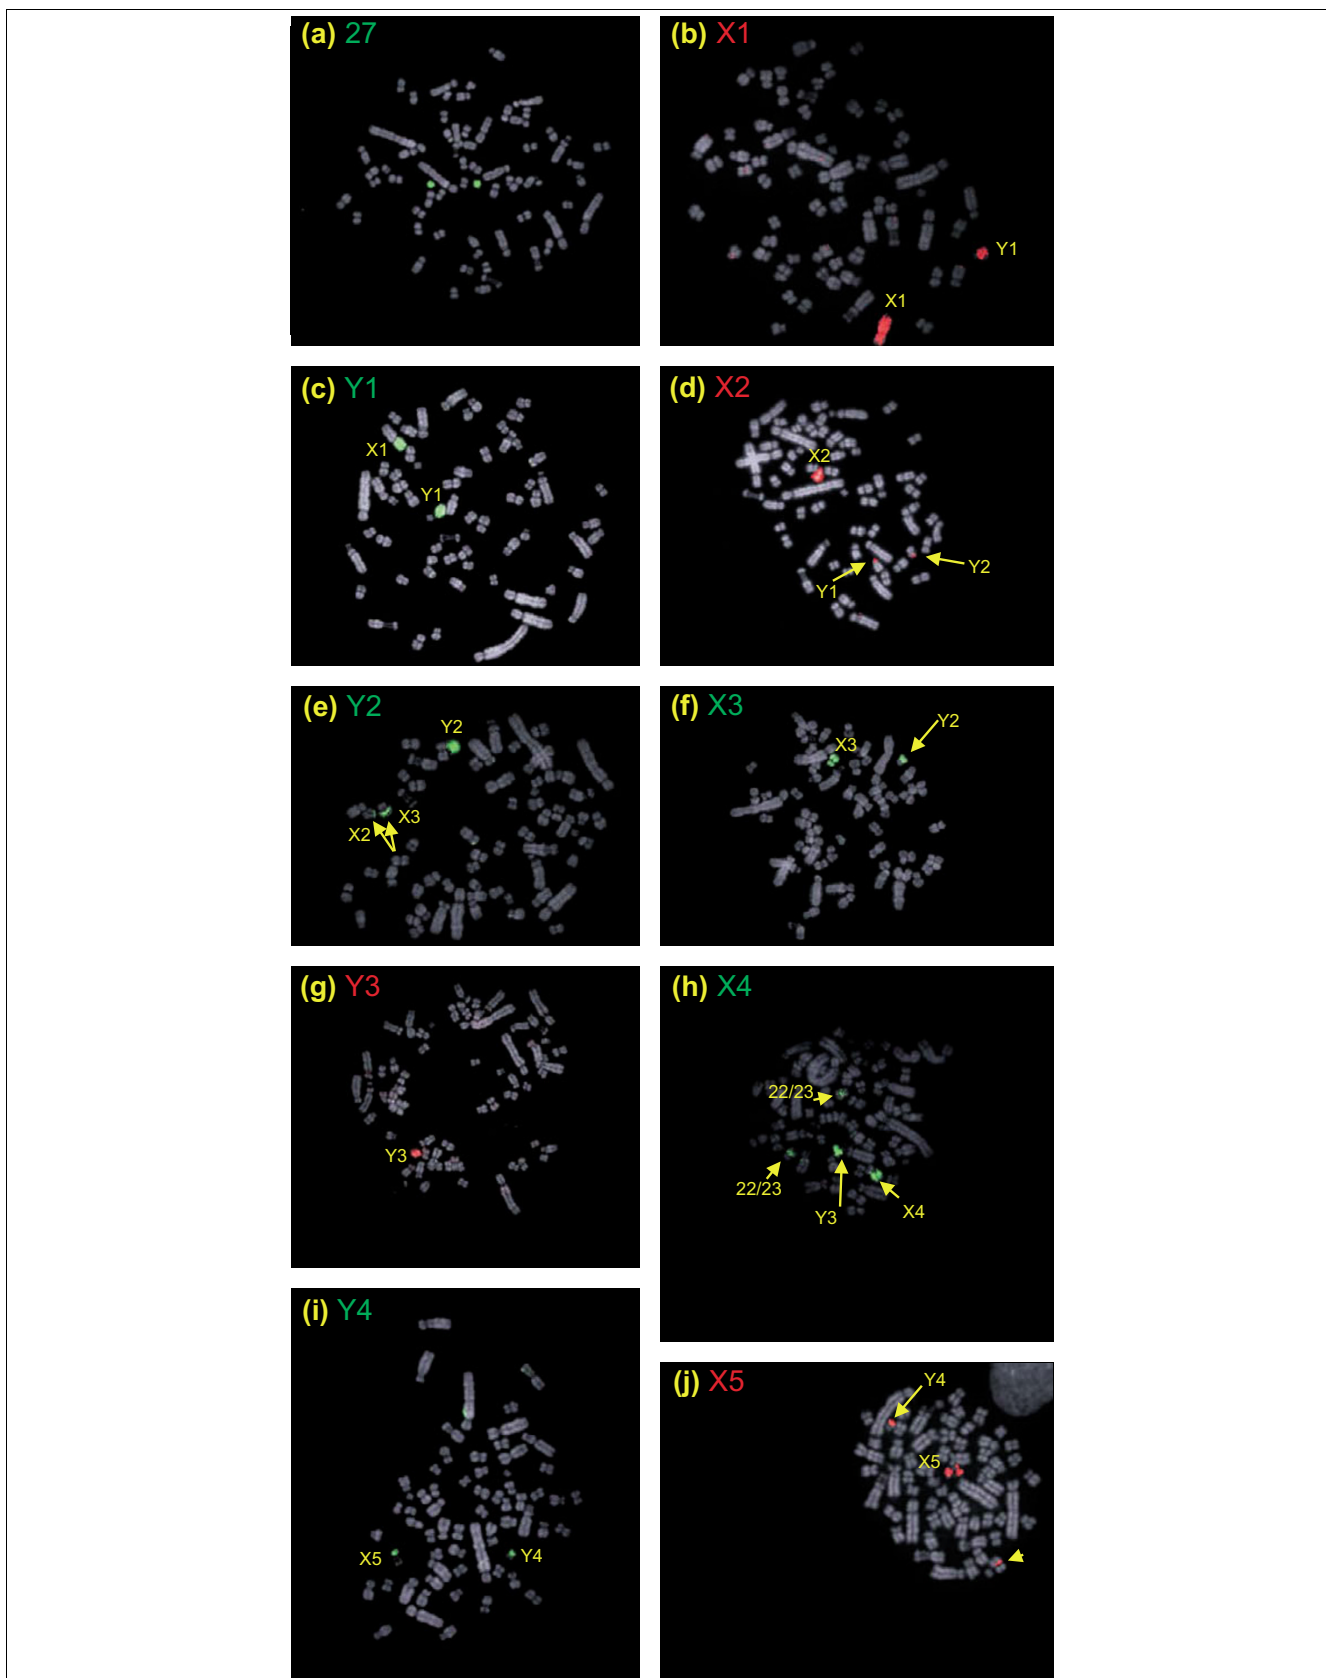 (a) 27
(b) X1
Y1
X1
(c) Y1
X1
Y1
(d) X2
X2
Y1
Y2
(e) Y2
Y2
X2
X3
(f) X3
X3
Y2
(g) Y3
Y3
(h) X4
22/23
22/23
Y3
X4
(i) Y4
X5
Y4
(j) X5
Y4
X5